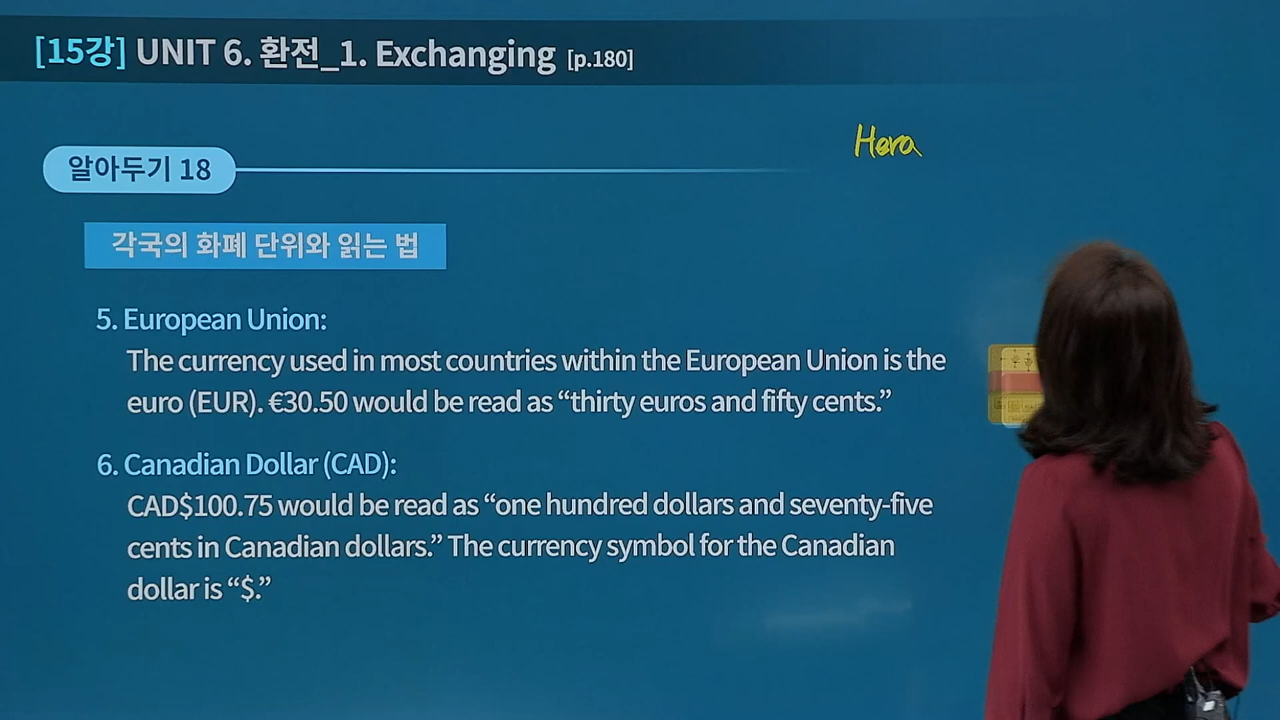 [15강] UNIT 6. 환전_1. Exchanging [p.180]
Hera
알아두기 18
각국의 화폐 단위와 읽는 법
5. European Union:
The currency used in most countries within the European Union is the
euro (EUR). €30.50 would be read as “thirty euros and fifty cents.”
6. Canadian Dollar (CAD):
CAD$100.75 would be read as “one hundred dollars and seventy-five
cents in Canadian dollars.” The currency symbol for the Canadian
dollar is “$.”